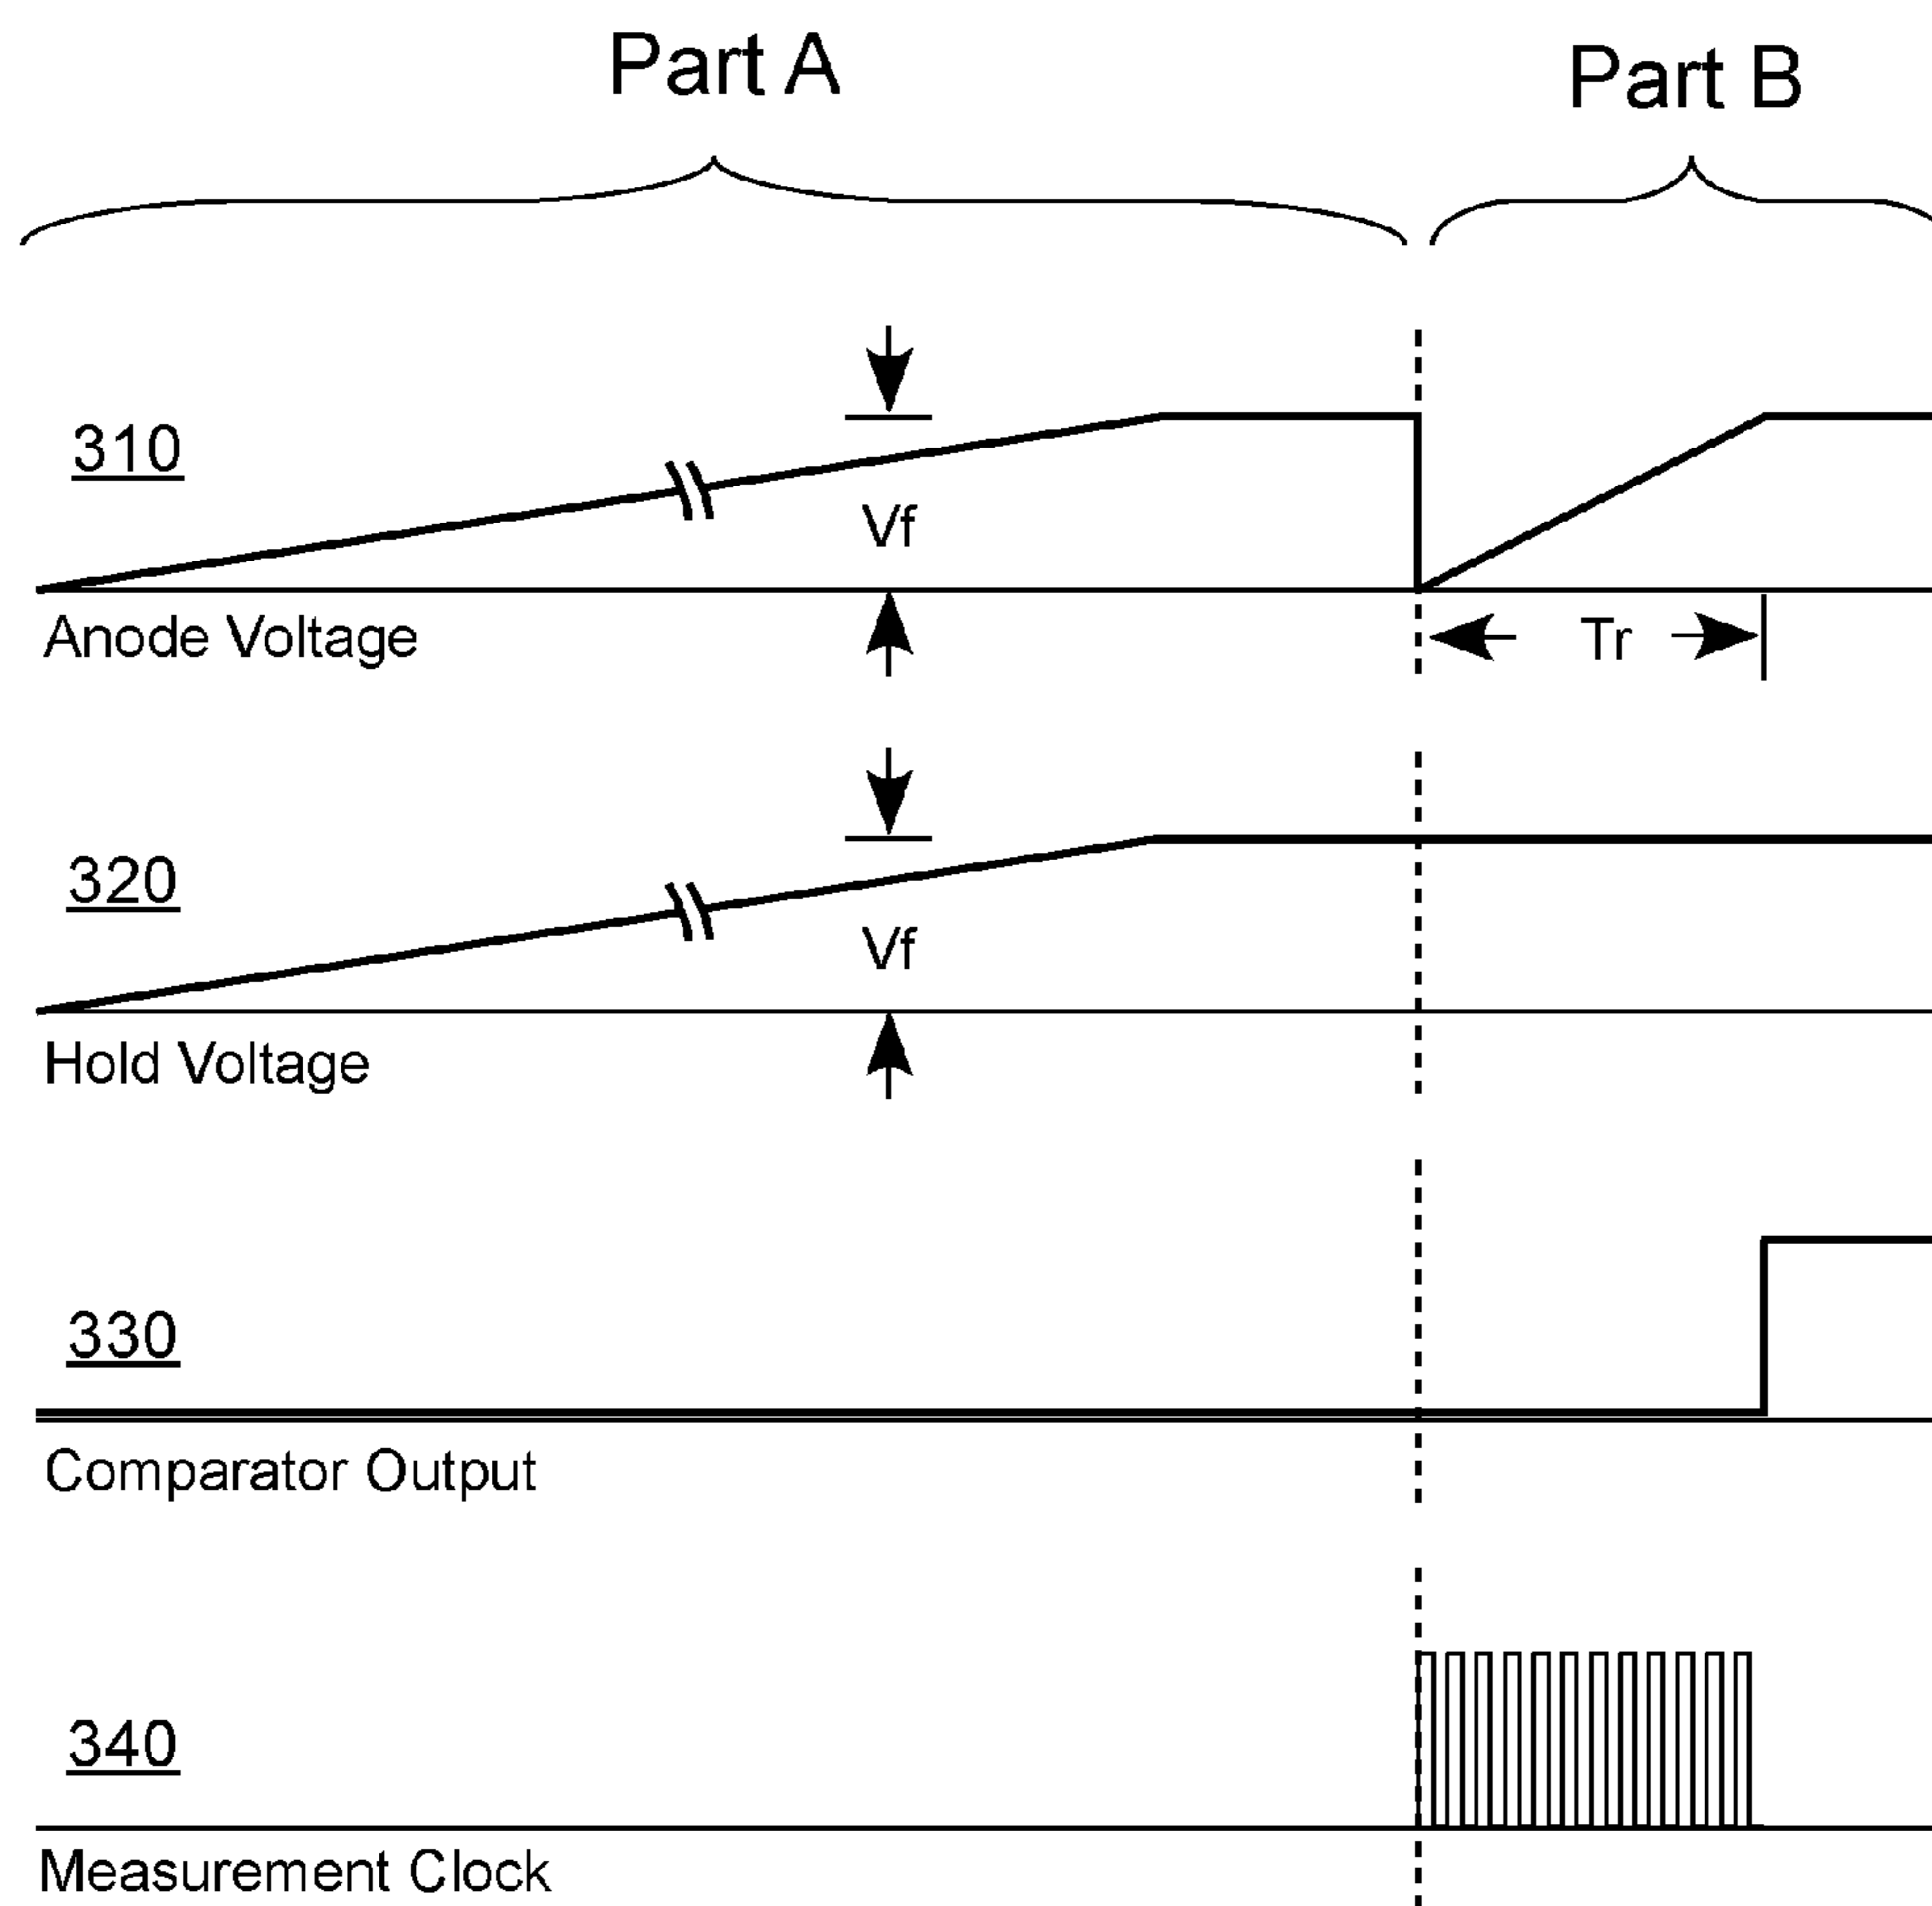 Part A
Part B
310
Vf
Anode Voltage
Tr
320
Vf
Hold Voltage
330
Comparator Output
340
Measurement Clock